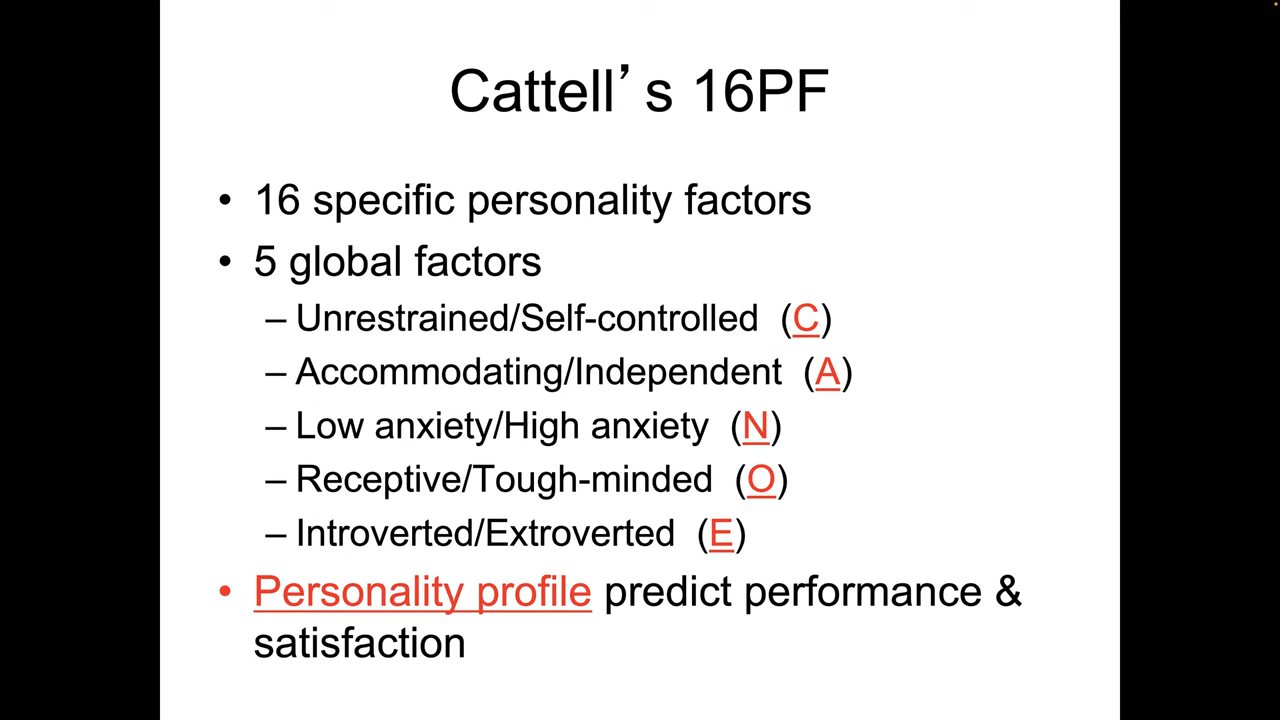 Cattell’s 16PF
• 16 specific personality factors
• 5 global factors
– Unrestrained/Self-controlled (C)
– Accommodating/Independent (A)
– Low anxiety/High anxiety (N)
– Receptive/Tough-minded (O)
– Introverted/Extroverted (E)
• Personality profile predict performance &
satisfaction